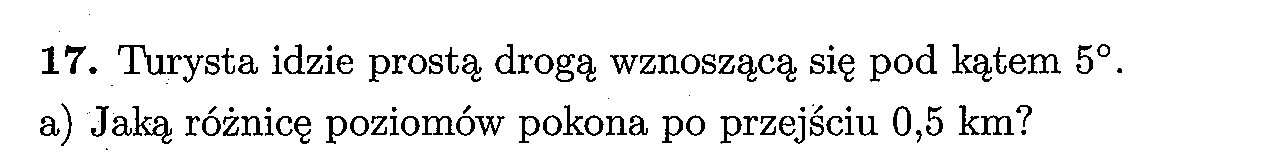 17. Turysta idzie prostą drogą wznoszącą się pod kątem 5°.
a) Jaką różnicę poziomów pokona po przejściu 0,5 km?